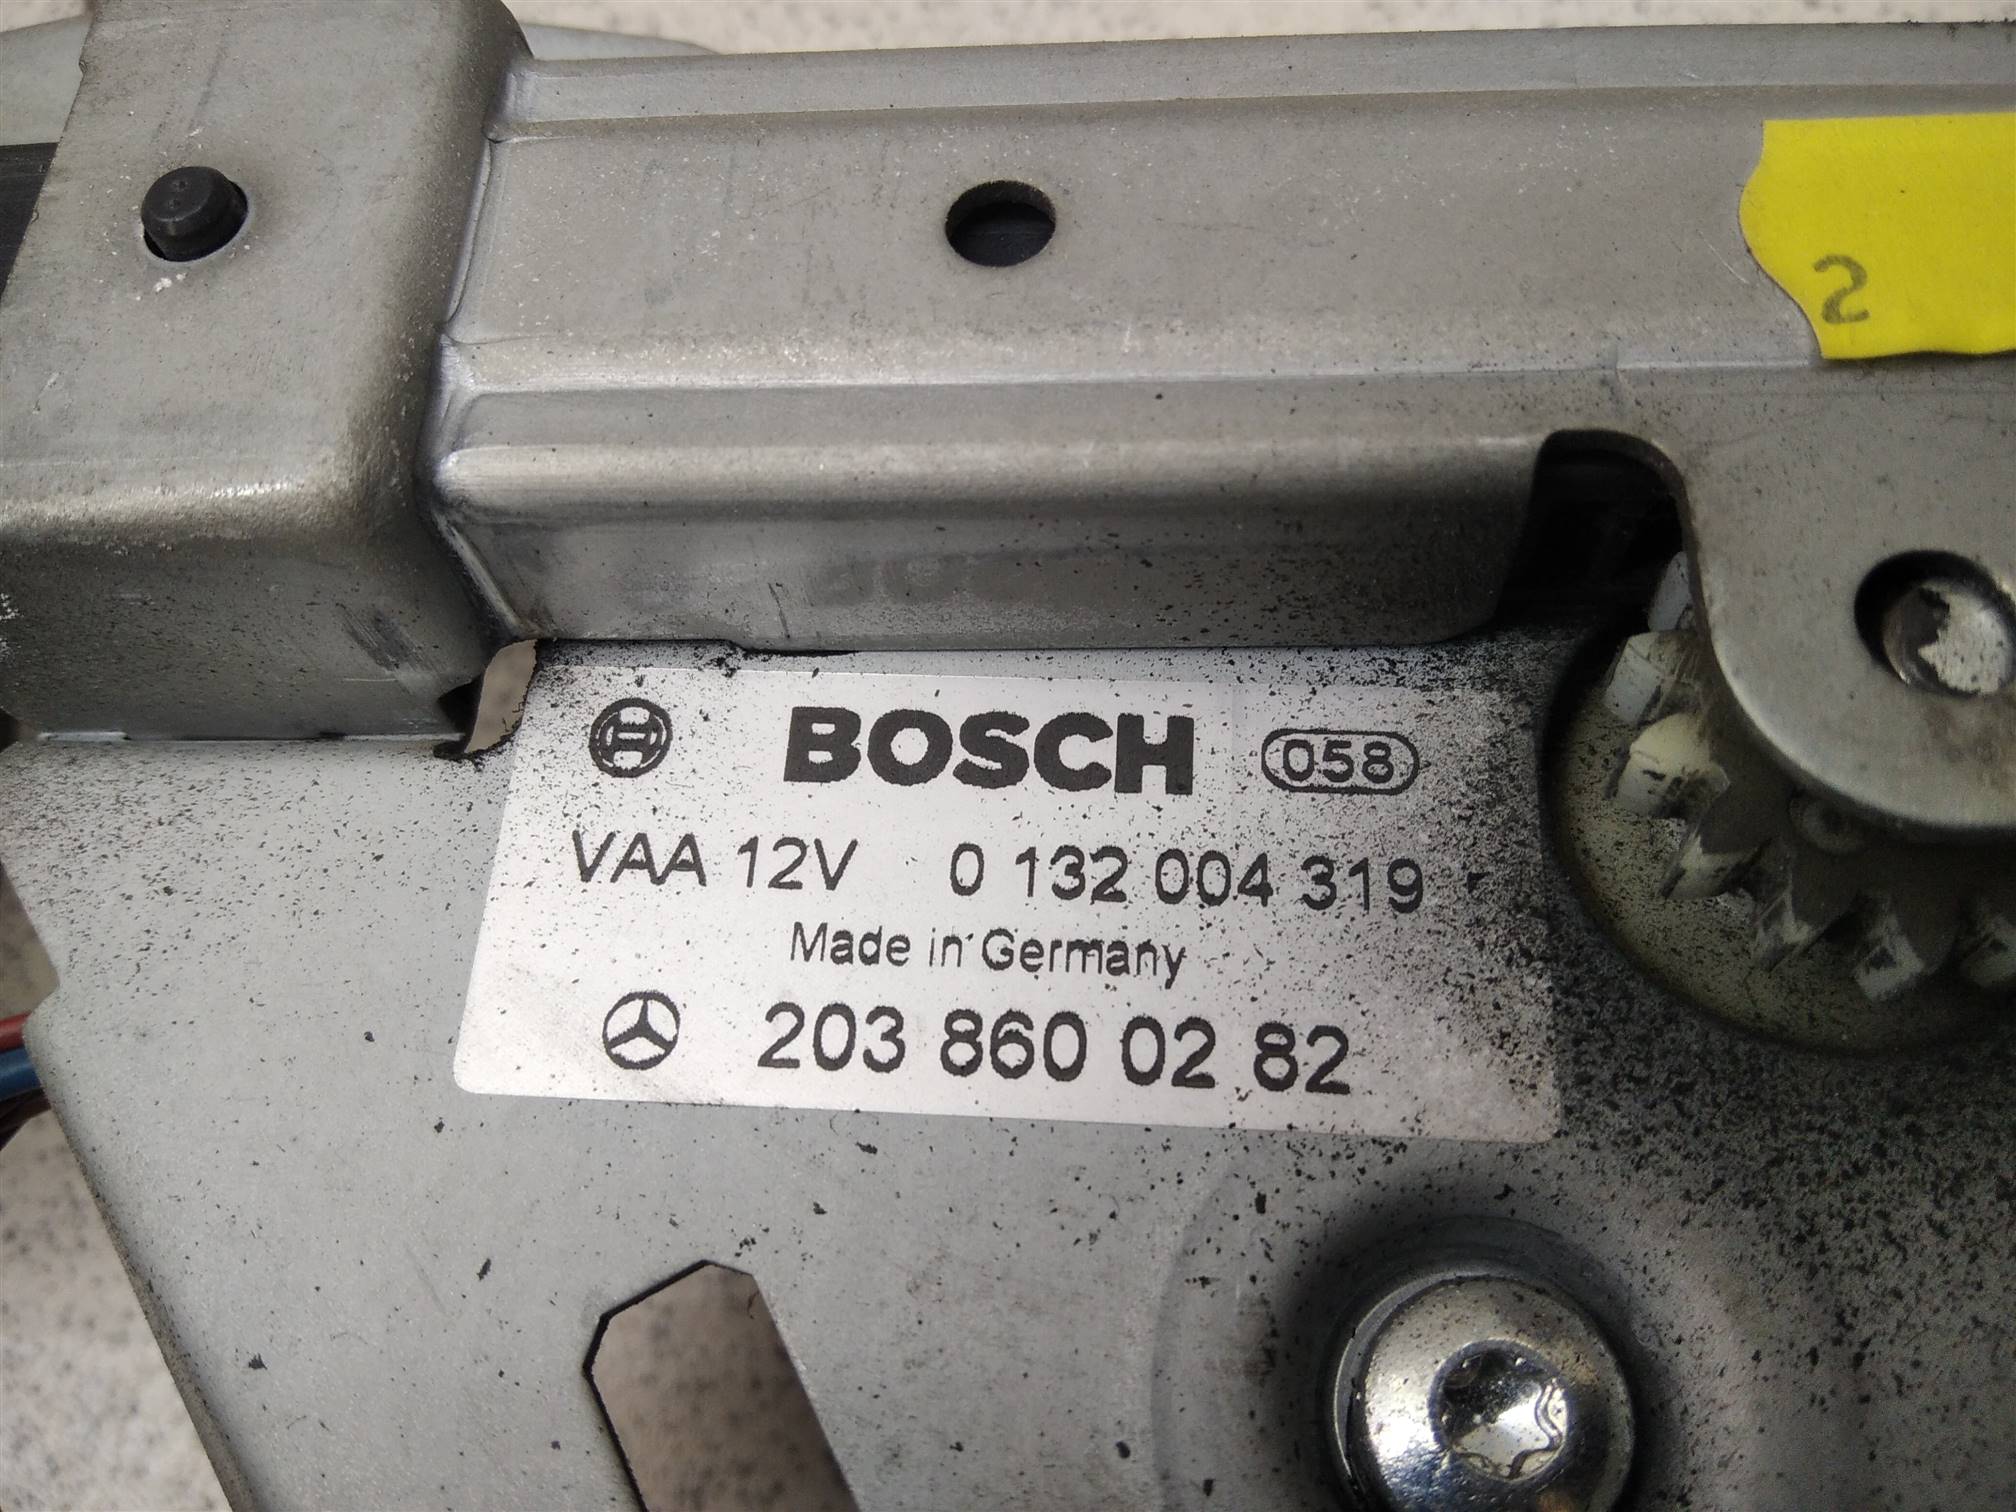 2
BOSCH 058
VAA 12V 0 132 004 319
Made in Germany
203 860 02 82